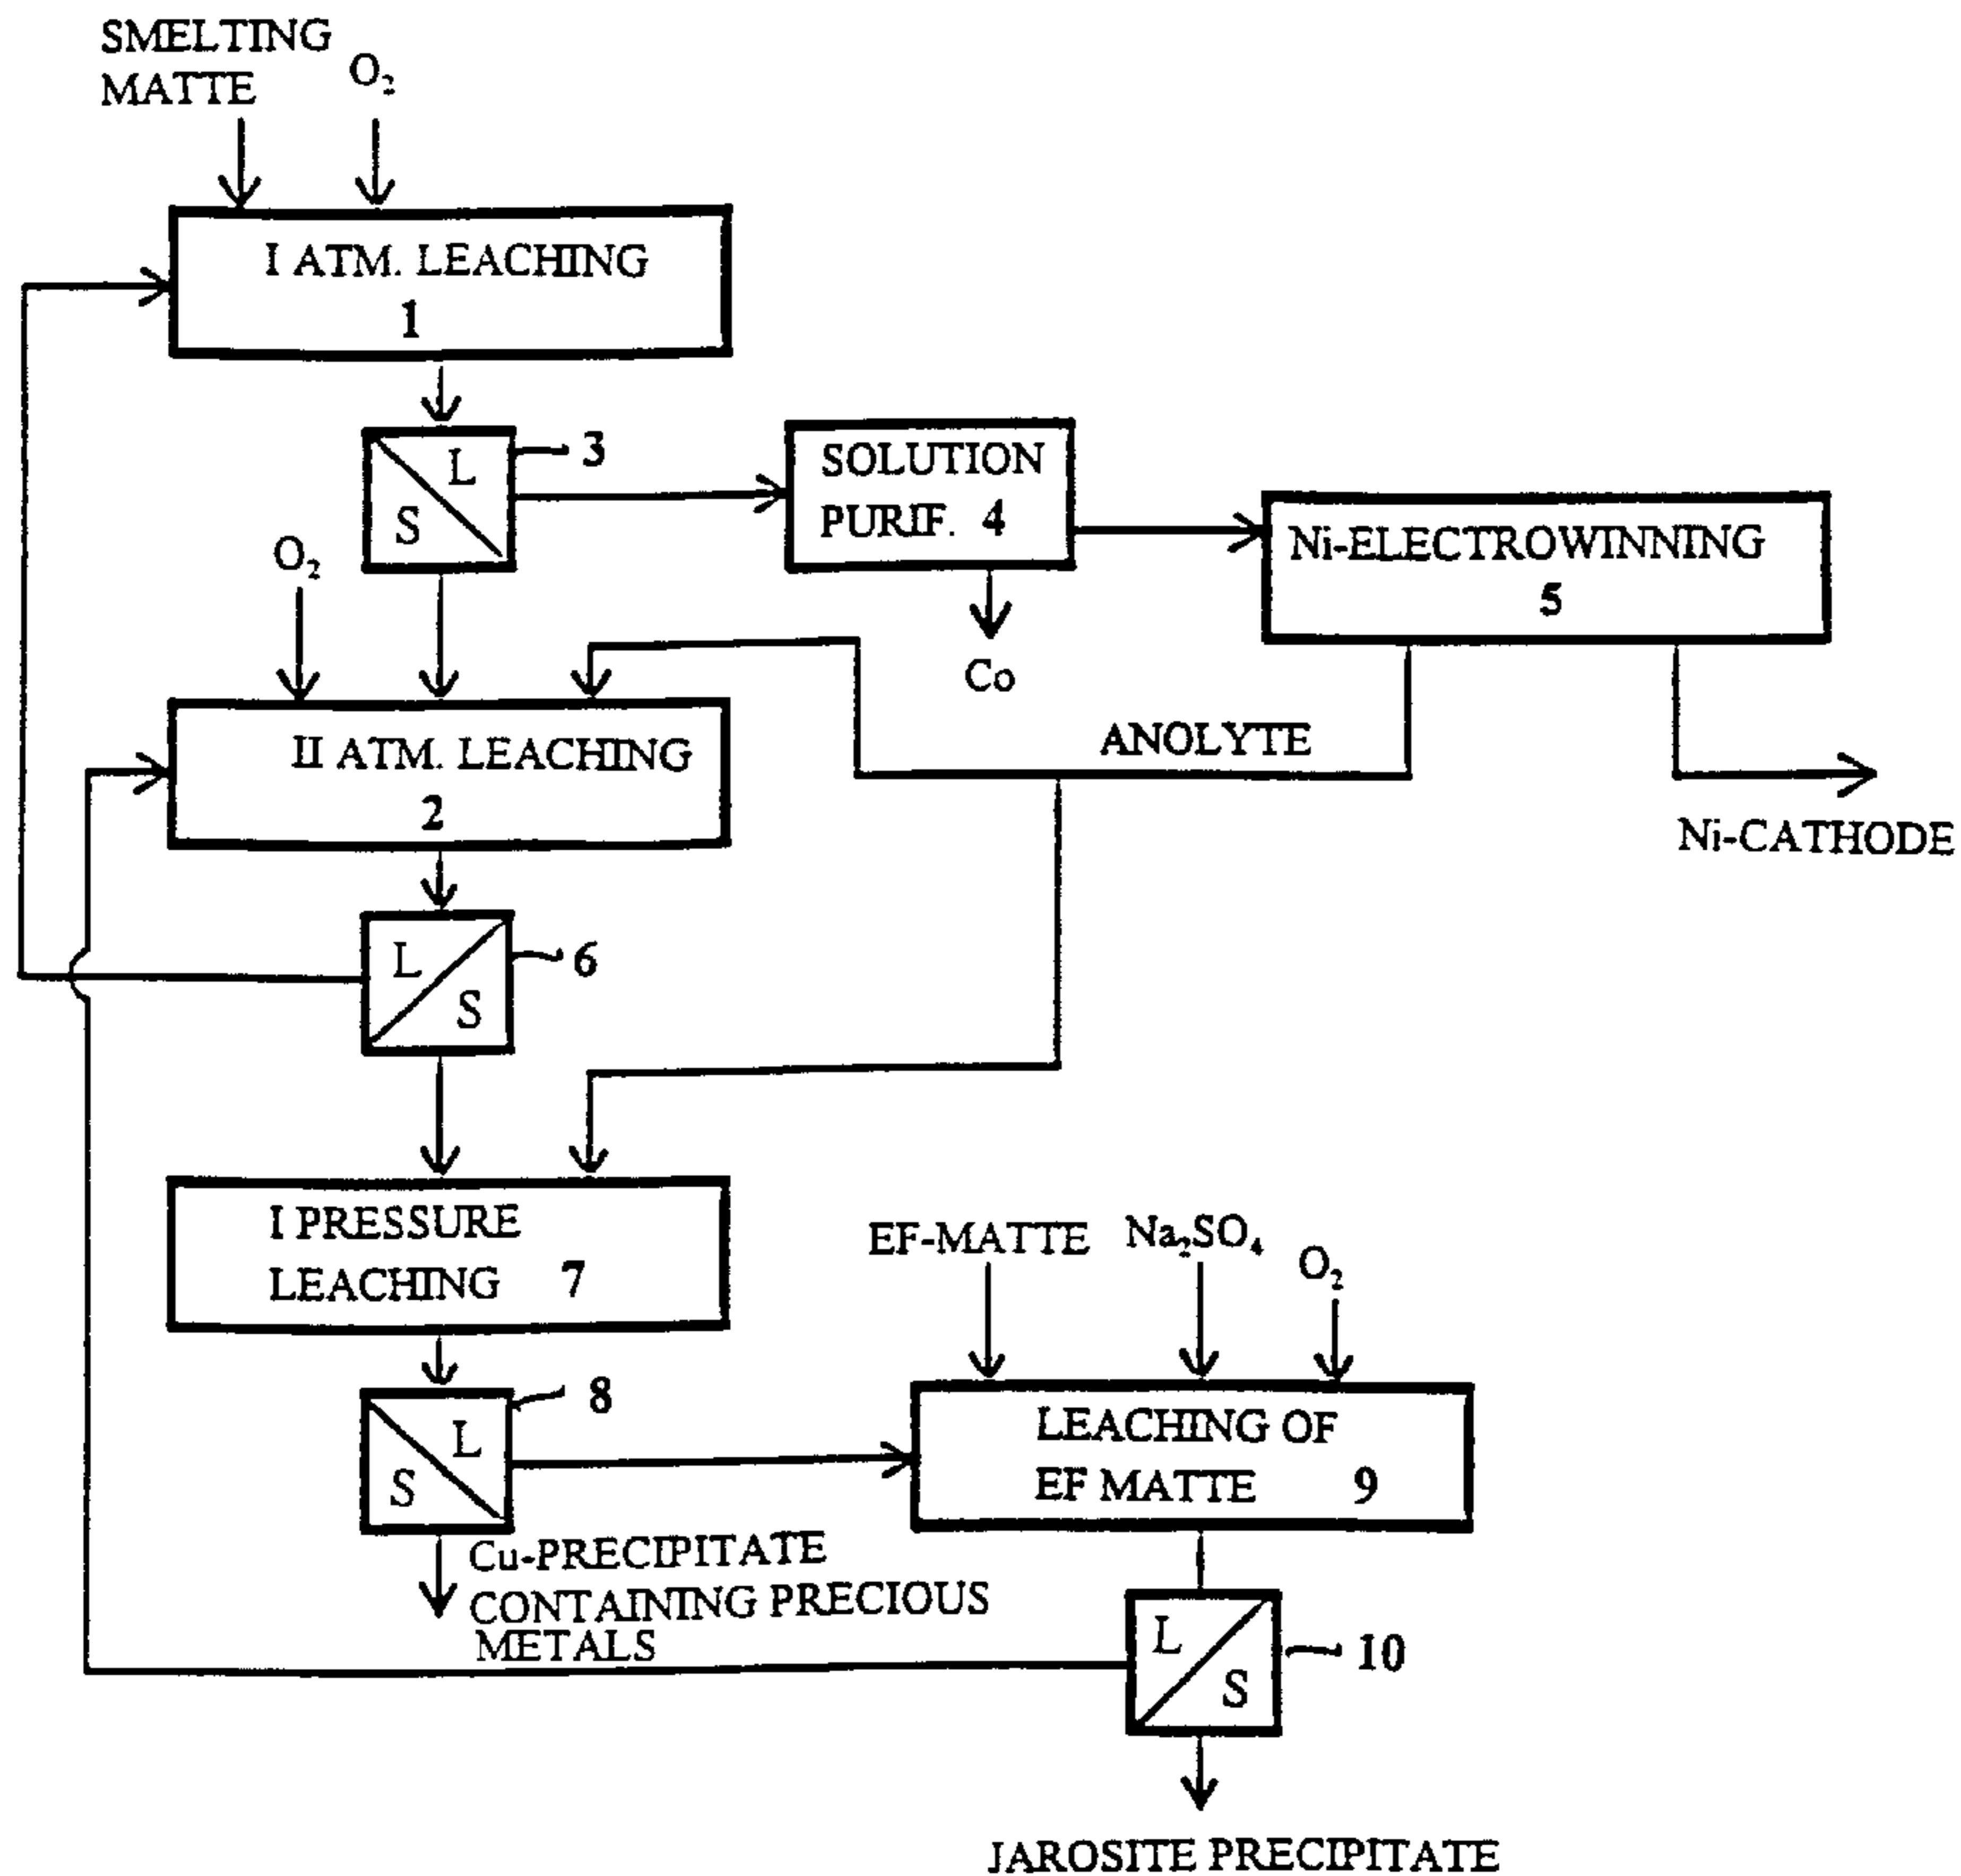 SMELTING
MATTE
O₂
I ATM. LEACHING
1
L
S
3
SOLUTION
PURIF. 4
Ni-ELECTROWINNING
5
O₂
Co
II ATM. LEACHING
2
ANOLYTE
Ni-CATHODE
L
S
6
I PRESSURE
LEACHING 7
EF-MATTE
Na₂SO₄
O₂
L
S
8
LEACHING OF
EF MATTE 9
Cu-PRECIPITATE
CONTAINING PRECIOUS
METALS
L
S
10
JAROSITE PRECIPITATE